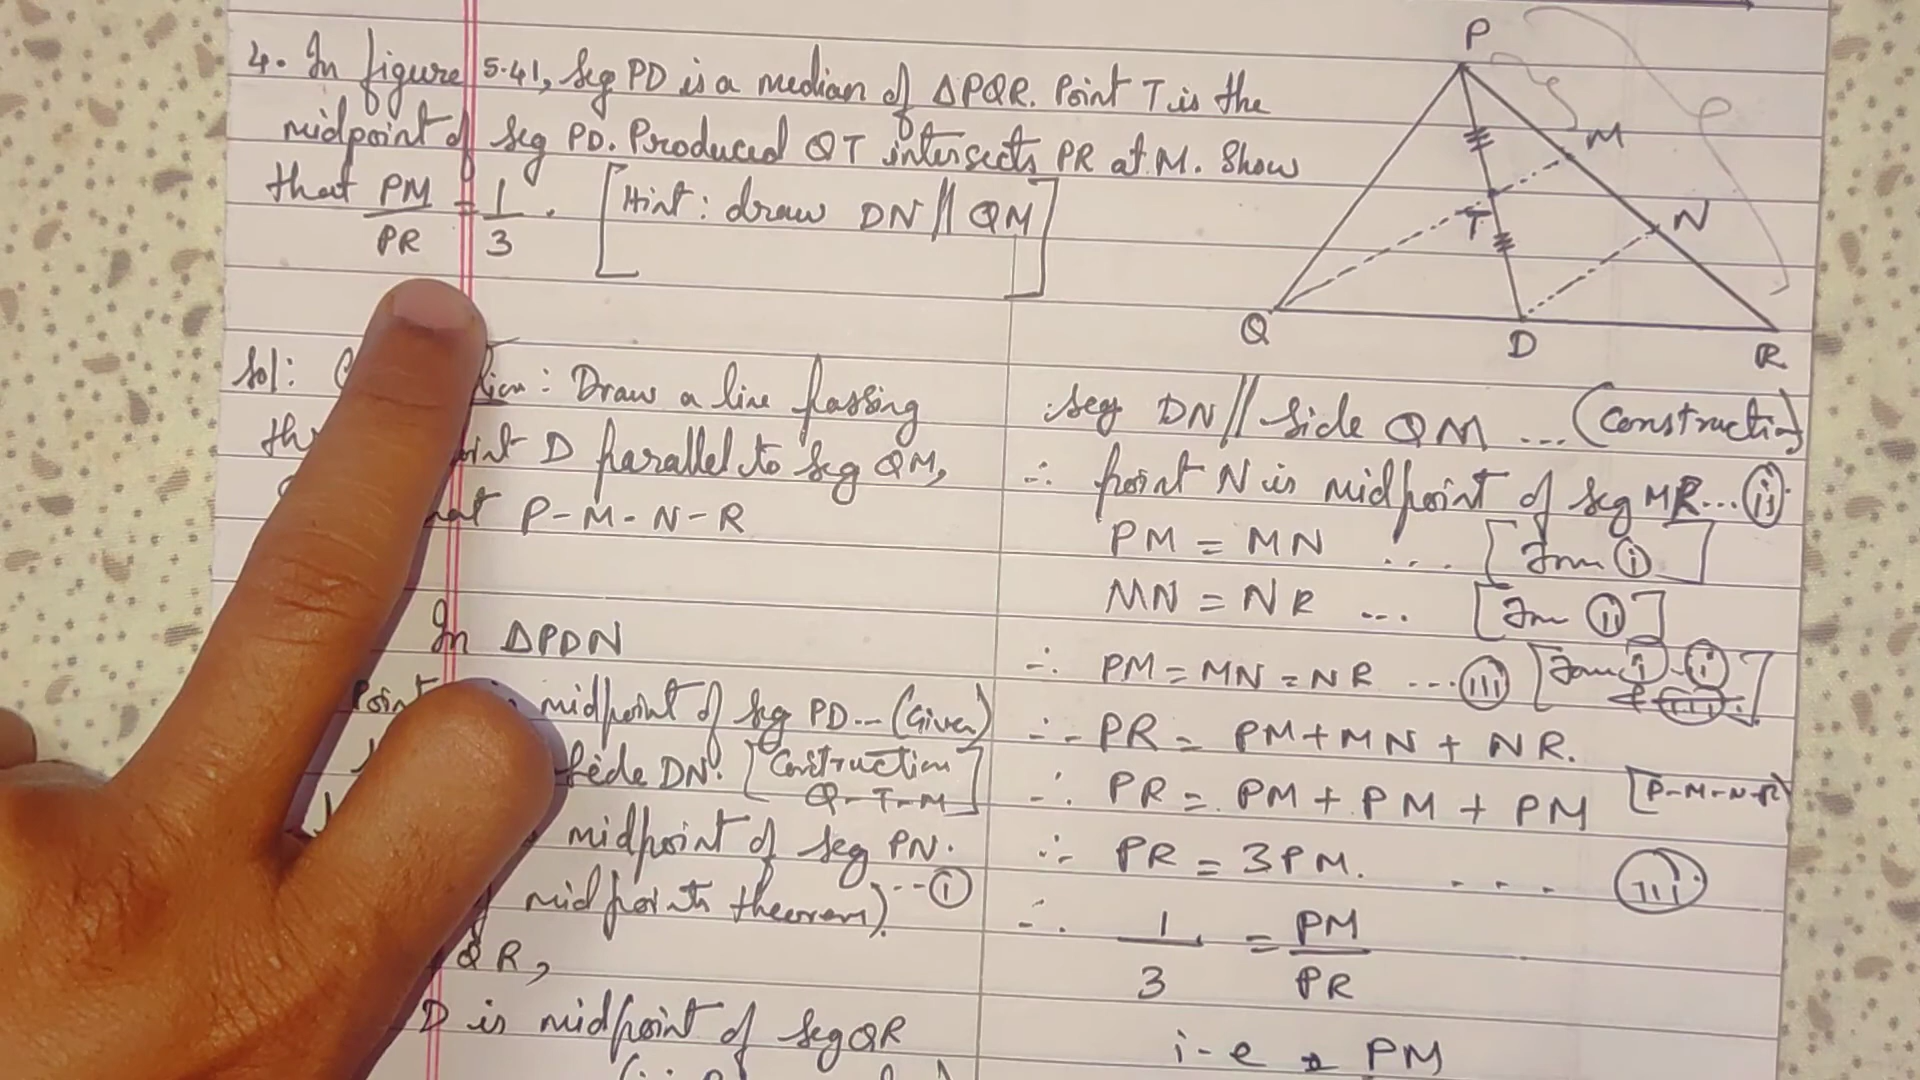 4. In figure 5.41, seg PD is a median of △PQR. Point T is the
midpoint of seg PD. Produced QT intersects PR at M. Show
that PM/PR = 1/3 . [Hint: draw DN || QM]
P
M
N
T
Q
D
R
Sol: : Draw a line passing
D parallel to seg QM,
P-M-N-R
In △PDN
midpoint of seg PD... (Given)
side DN. [Construction
Q-T-M]
midpoint of seg PN.
midpoints theorem) ...(i)
QR,
D is midpoint of seg QR
seg DN || side QM ... (Construction)
∴ point N is midpoint of seg MR...(ii).
PM = MN ... [From (i)]
MN = NR ... [From (ii)]
∴ PM = MN = NR ...(iii)
∴ PR = PM + MN + NR.
∴ PR = PM + PM + PM [P-M-N-R]
∴ PR = 3PM. .... (iii)
∴ 1/3 = PM/PR
i-e PM